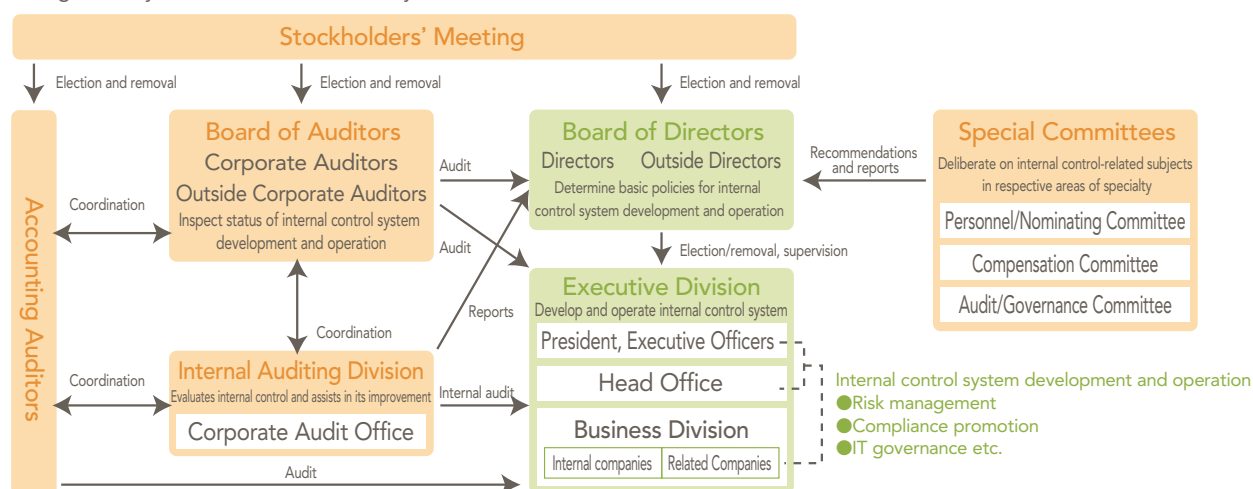 Stockholders' Meeting
Election and removal
Election and removal
Election and removal
Accounting Auditors
Board of Auditors
Corporate Auditors
Outside Corporate Auditors
Inspect status of internal control system
development and operation
Board of Directors
Directors Outside Directors
Determine basic policies for internal
control system development and operation
Special Committees
Deliberate on internal control-related subjects
in respective areas of specialty
Personnel/Nominating Committee
Compensation Committee
Audit/Governance Committee
Recommendations
and reports
Coordination
Audit
Audit
Election/removal, supervision
Reports
Coordination
Executive Division
Develop and operate internal control system
President, Executive Officers
Head Office
Business Division
Internal companies
Related Companies
Internal Auditing Division
Evaluates internal control and assists in its improvement
Corporate Audit Office
Coordination
Internal audit
Audit
Internal control system development and operation
●Risk management
●Compliance promotion
●IT governance etc.